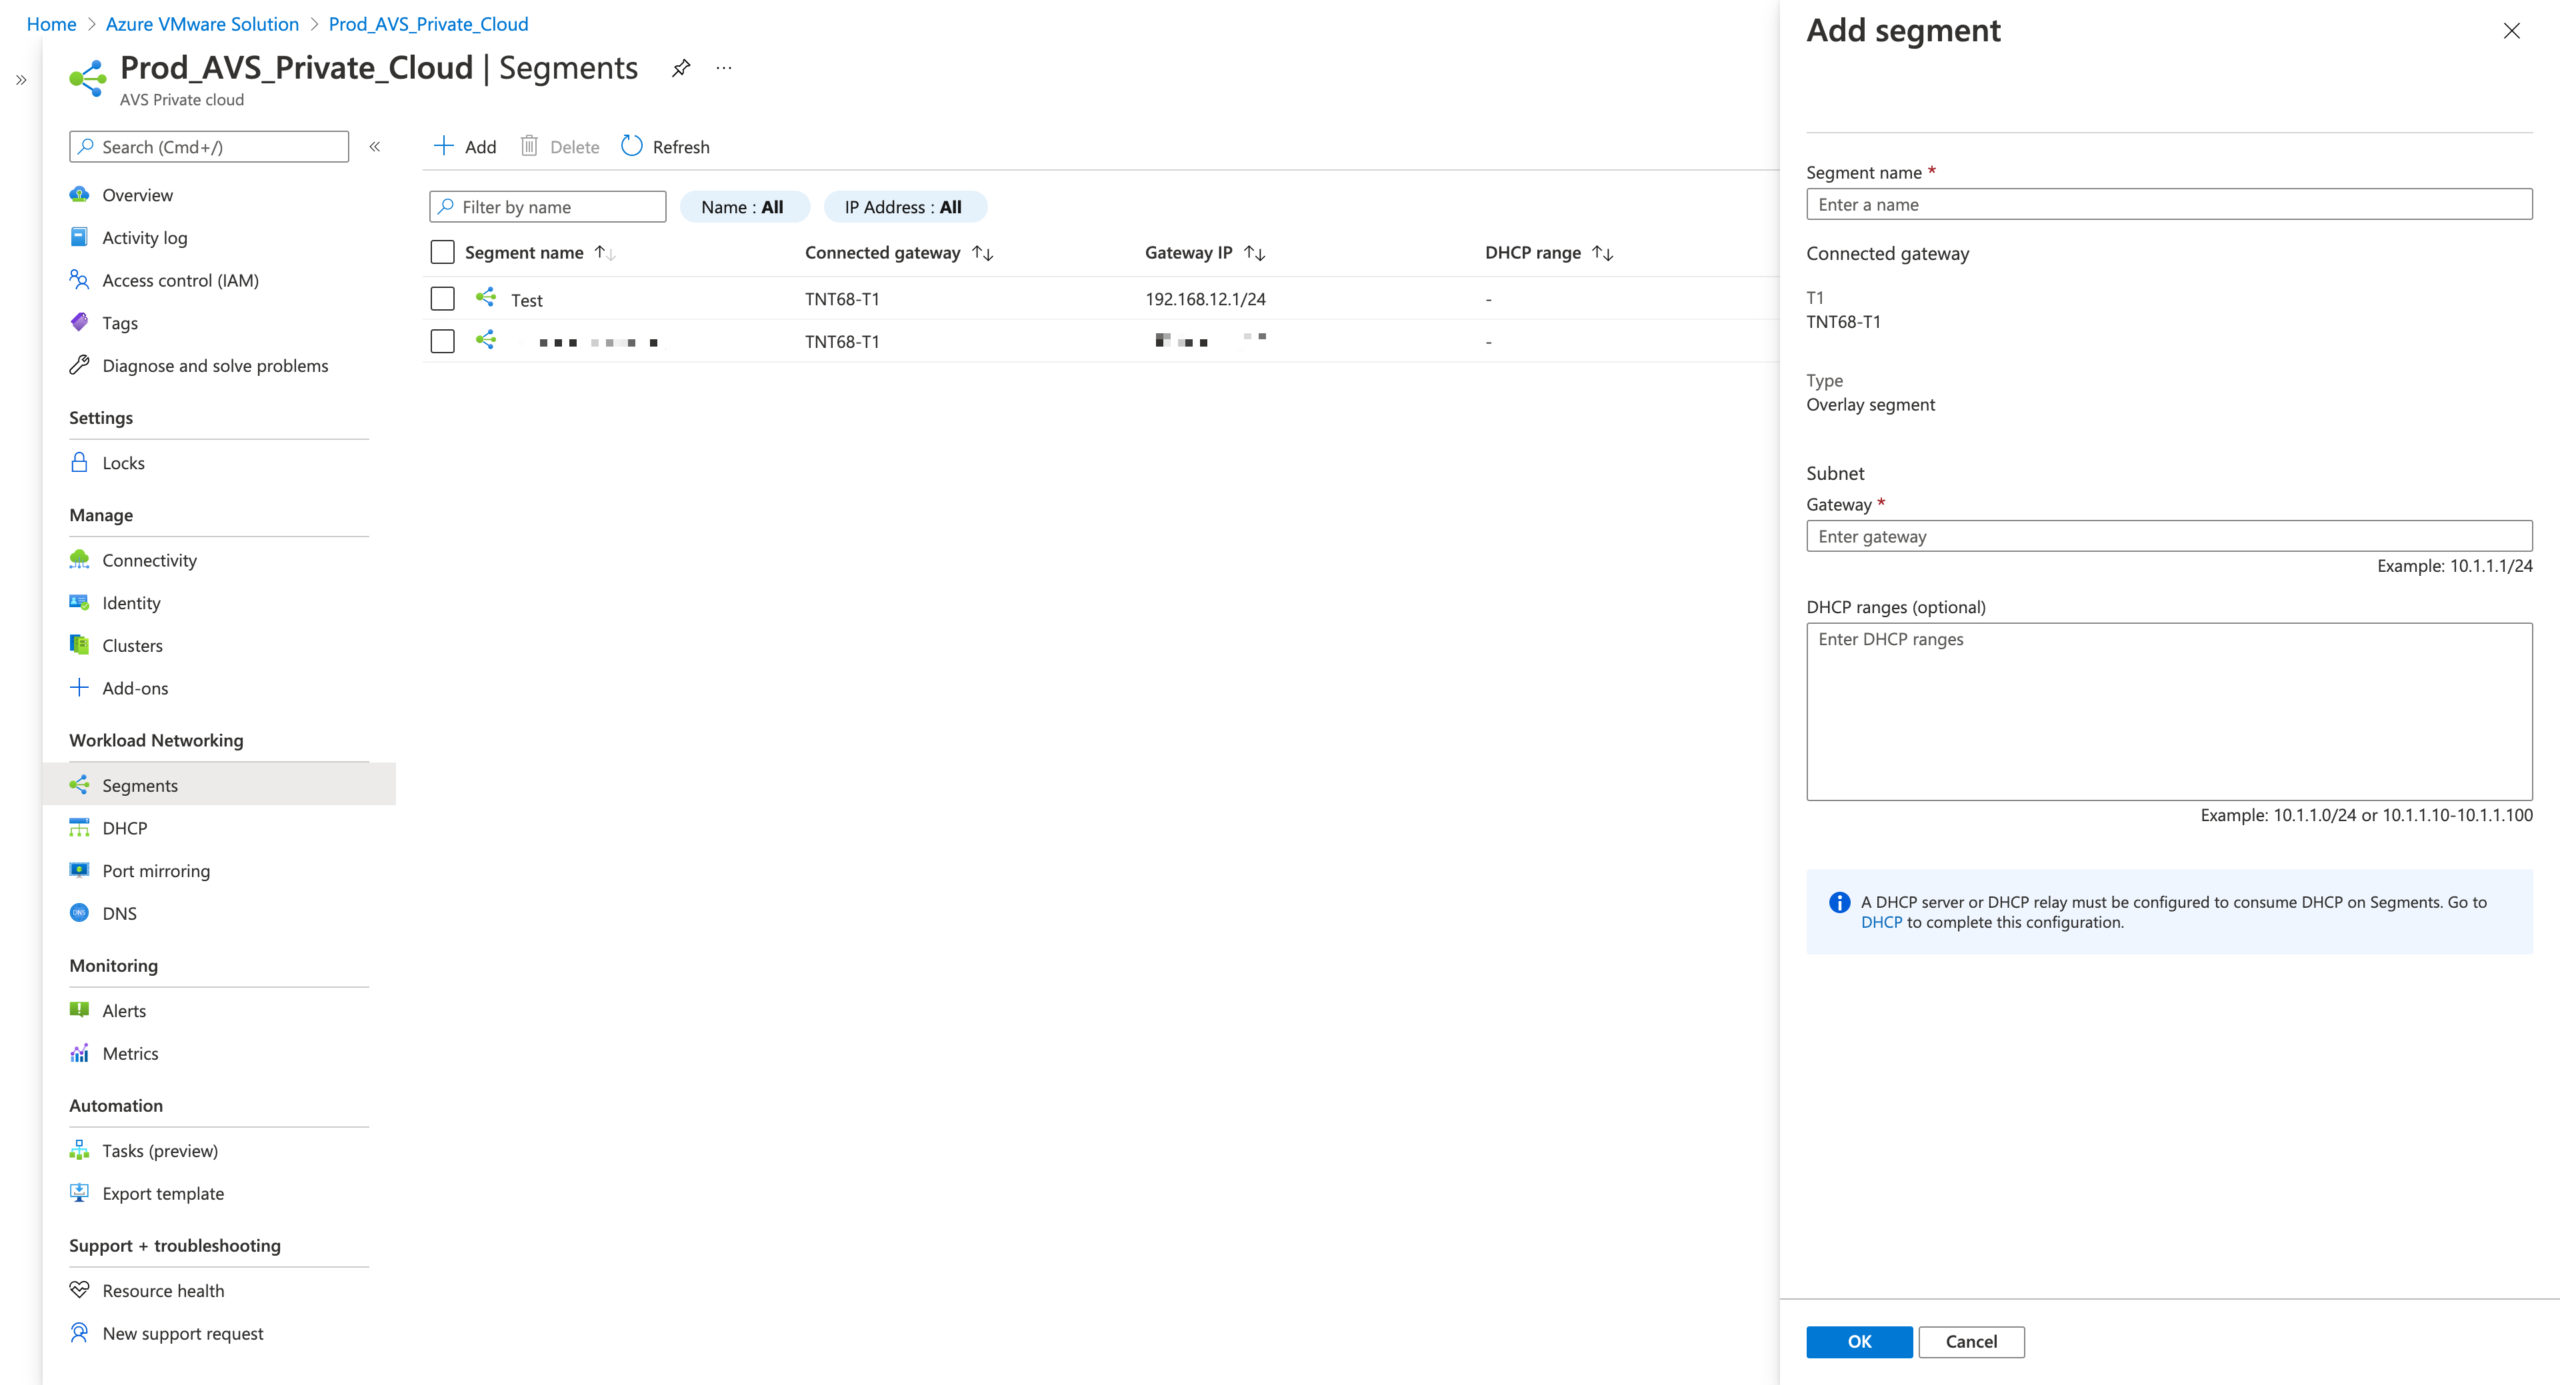 Home > Azure VMware Solution > Prod_AVS_Private_Cloud
Prod_AVS_Private_Cloud | Segments
AVS Private cloud
Search (Cmd+/)
Overview
Activity log
Access control (IAM)
Tags
Diagnose and solve problems
Settings
Locks
Manage
Connectivity
Identity
Clusters
Add-ons
Workload Networking
Segments
DHCP
Port mirroring
DNS
Monitoring
Alerts
Metrics
Automation
Tasks (preview)
Export template
Support + troubleshooting
Resource health
New support request
Add Delete Refresh
Filter by name Name : All IP Address : All
Segment name Connected gateway Gateway IP DHCP range
Test TNT68-T1 192.168.12.1/24 -
TNT68-T1 -
Add segment
Segment name *
Enter a name
Connected gateway
T1
TNT68-T1
Type
Overlay segment
Subnet
Gateway *
Enter gateway
Example: 10.1.1.1/24
DHCP ranges (optional)
Enter DHCP ranges
Example: 10.1.1.0/24 or 10.1.1.10-10.1.1.100
A DHCP server or DHCP relay must be configured to consume DHCP on Segments. Go to
DHCP to complete this configuration.
OK Cancel